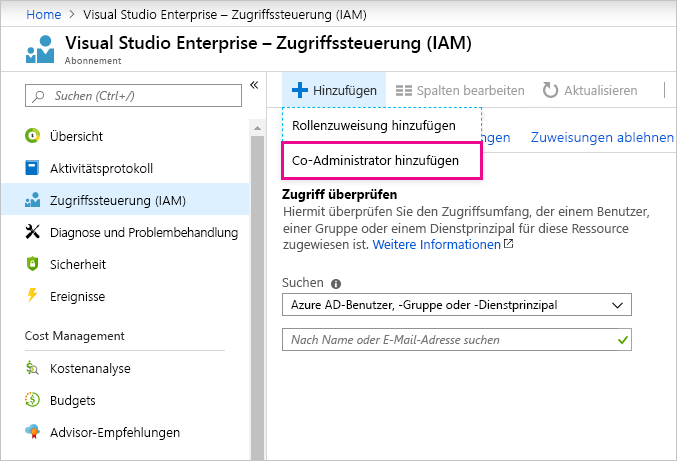 Home > Visual Studio Enterprise – Zugriffssteuerung (IAM)
Visual Studio Enterprise – Zugriffssteuerung (IAM)
Abonnement
Suchen (Ctrl+/)
Übersicht
Aktivitätsprotokoll
Zugriffssteuerung (IAM)
Diagnose und Problembehandlung
Sicherheit
Ereignisse
Cost Management
Kostenanalyse
Budgets
Advisor-Empfehlungen
Hinzufügen Spalten bearbeiten Aktualisieren
Rollenzuweisung hinzufügen
ngen Zuweisungen ablehnen
Co-Administrator hinzufügen
Zugriff überprüfen
Hiermit überprüfen Sie den Zugriffsumfang, der einem Benutzer,
einer Gruppe oder einem Dienstprinzipal für diese Ressource
zugewiesen ist. Weitere Informationen
Suchen
Azure AD-Benutzer, -Gruppe oder -Dienstprinzipal
Nach Name oder E-Mail-Adresse suchen